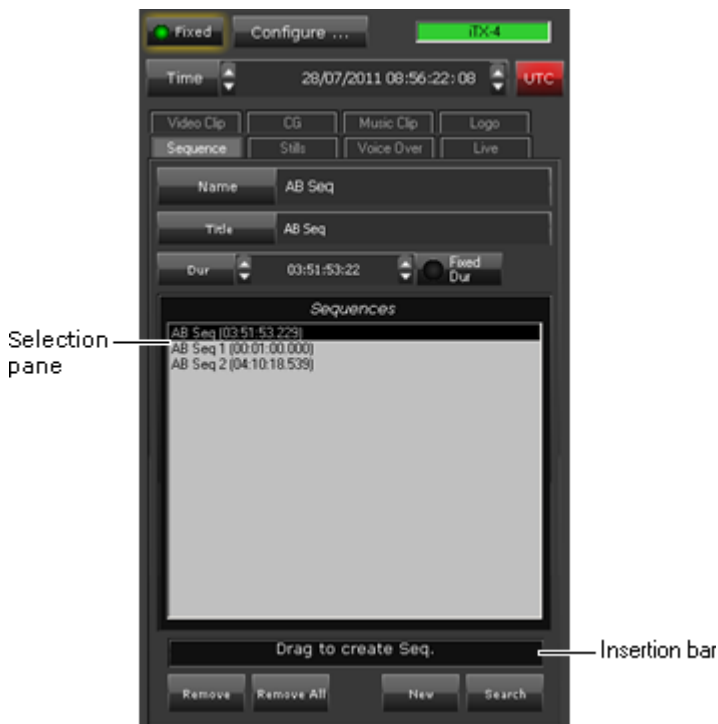 Fixed Configure ... iTX-4
Time 28/07/2011 08:56:22:08 UTC
Video Clip CG Music Clip Logo
Sequence Stills Voice Over Live
Name AB Seq
Title AB Seq
Dur 03:51:53:22 Fixed Dur
Sequences
AB Seq (03:51:53.229)
AB Seq 1 (00:01:00.000)
AB Seq 2 (04:10:18.539)
Selection pane
Drag to create Seq.
Insertion bar
Remove Remove All New Search